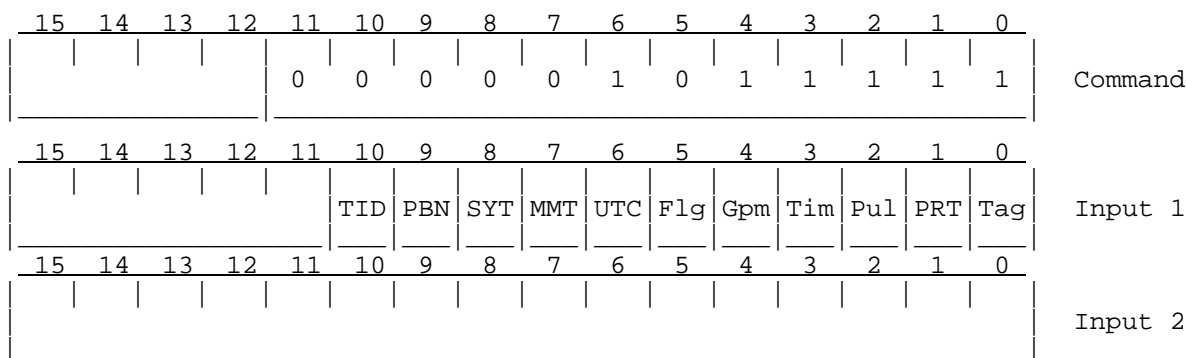 15 14 13 12 11 10 9 8 7 6 5 4 3 2 1 0
0 0 0 0 0 1 0 1 1 1 1 1 Command
15 14 13 12 11 10 9 8 7 6 5 4 3 2 1 0
TID PBN SYT MMT UTC Flg Gpm Tim Pul PRT Tag Input 1
15 14 13 12 11 10 9 8 7 6 5 4 3 2 1 0
Input 2